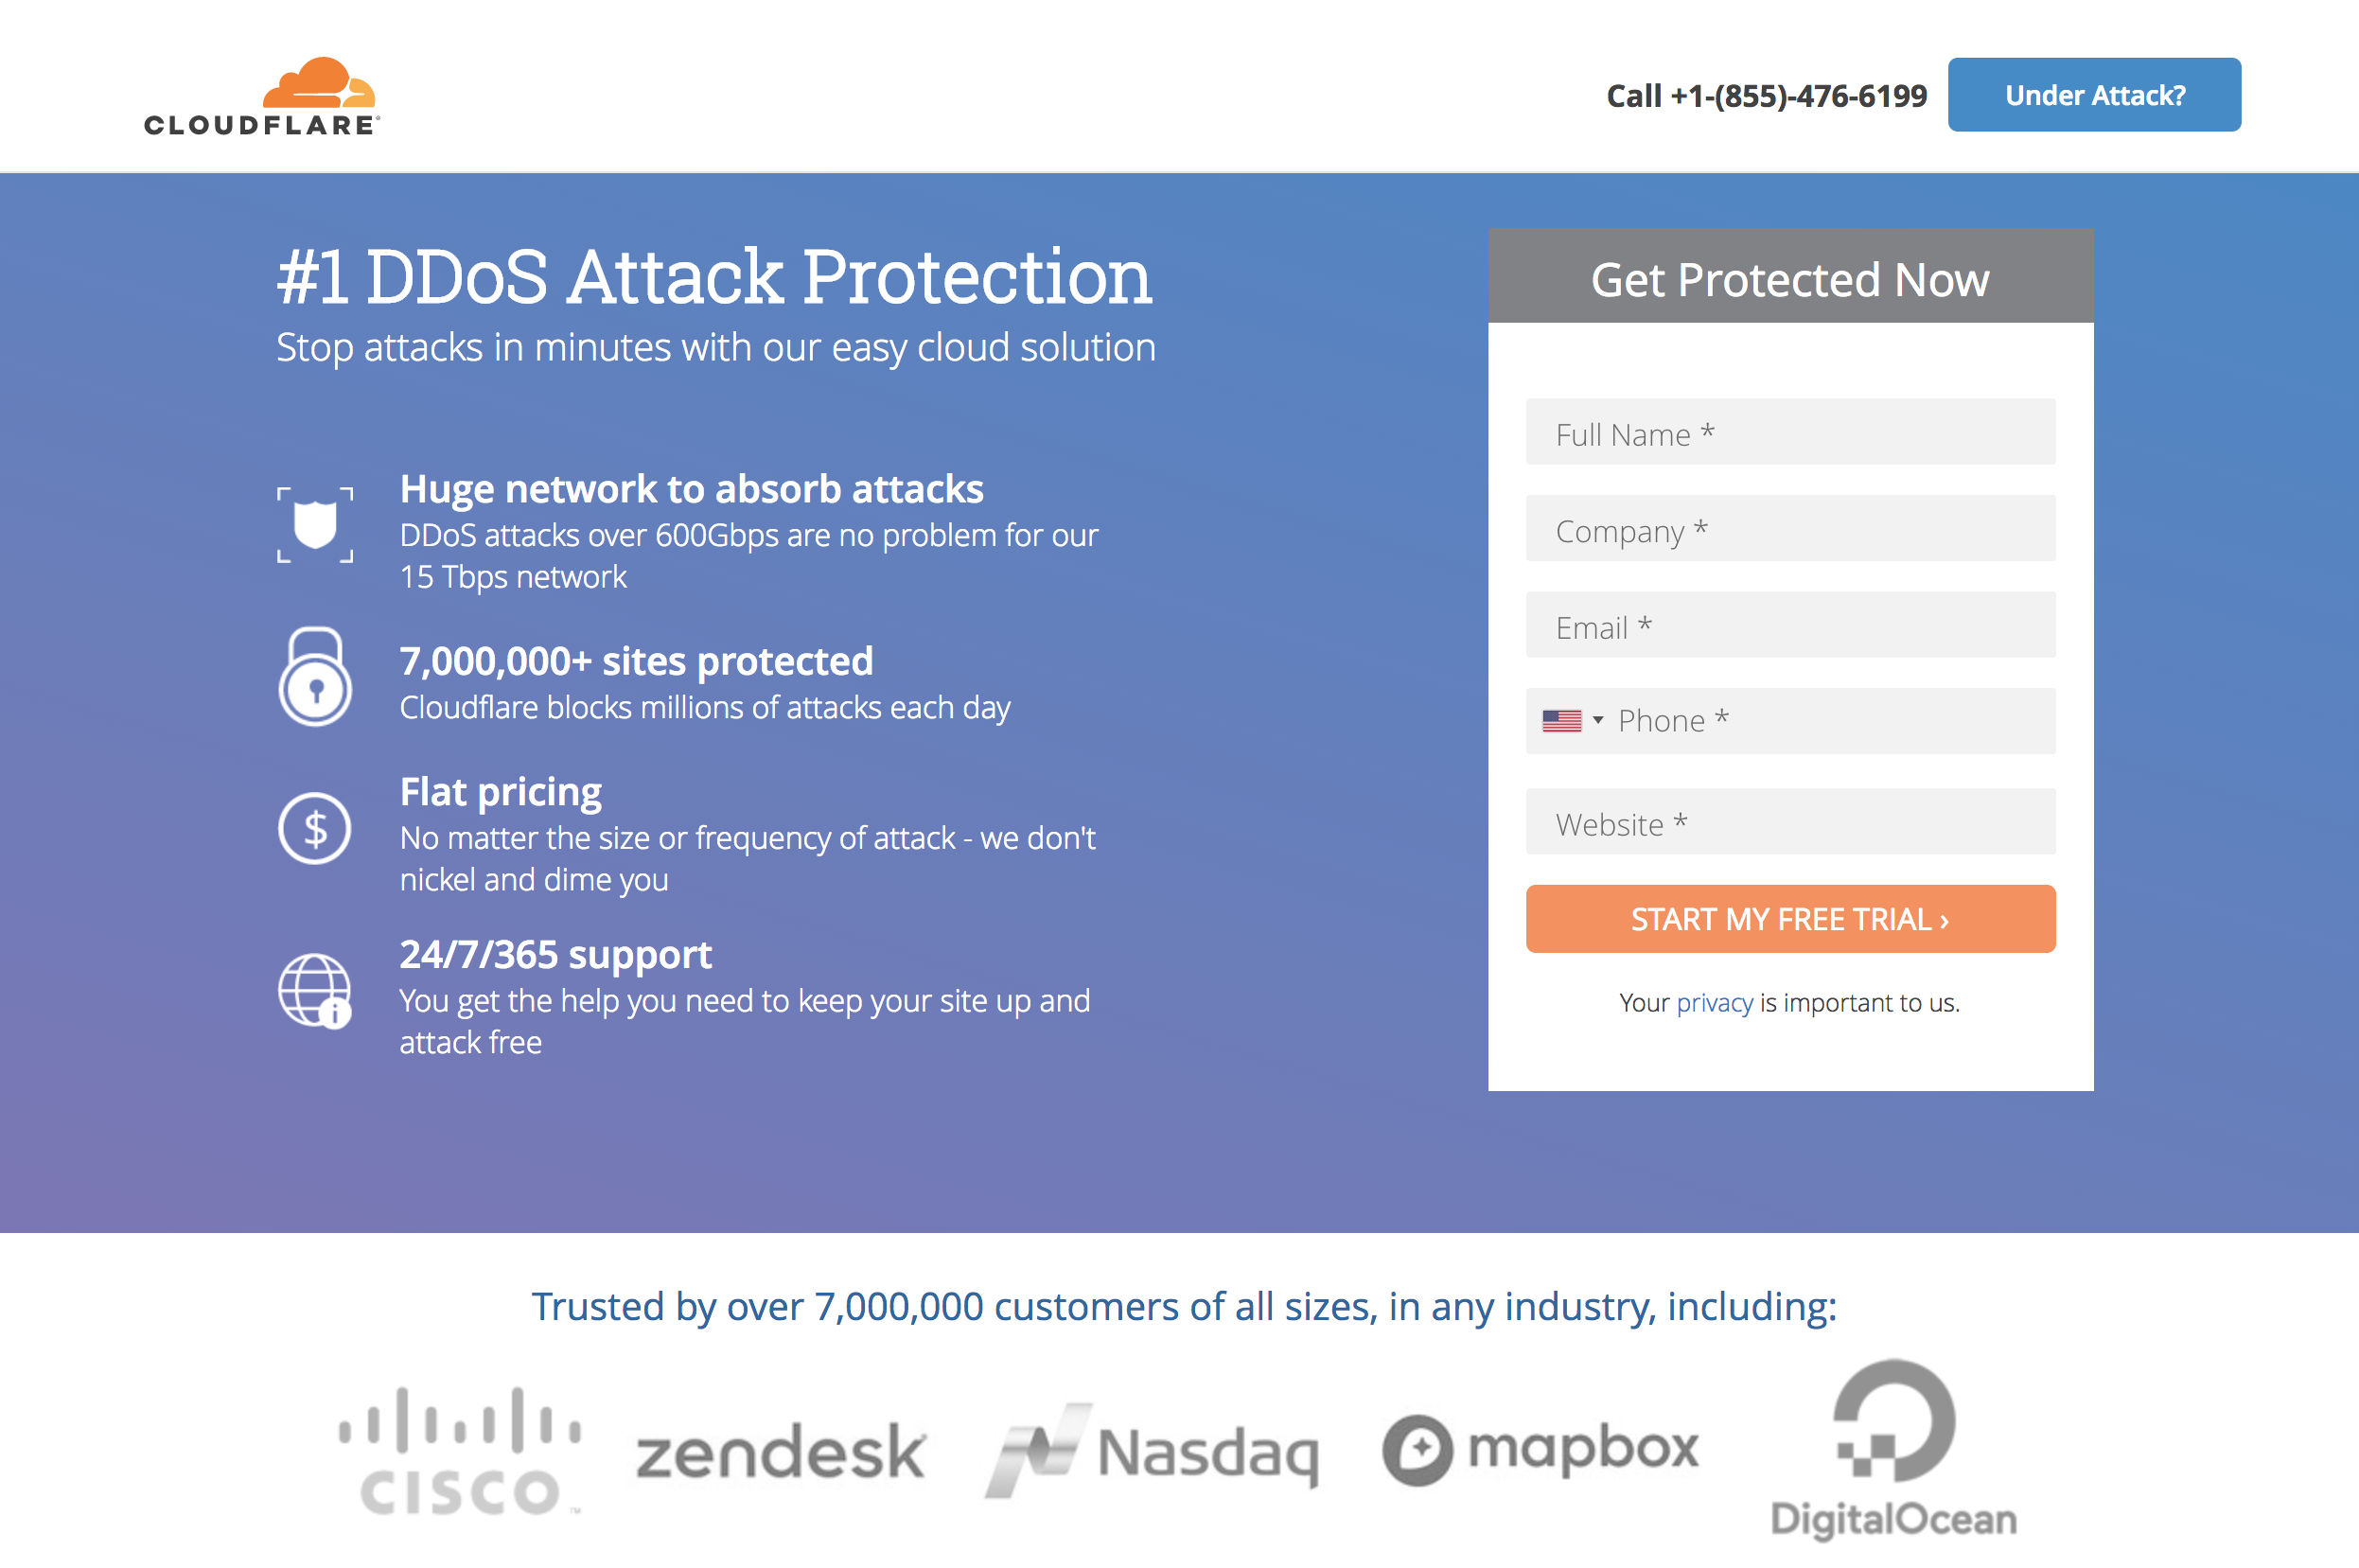 CLOUDFLARE®
Call +1-(855)-476-6199
Under Attack?
#1 DDoS Attack Protection
Stop attacks in minutes with our easy cloud solution
Huge network to absorb attacks
DDoS attacks over 600Gbps are no problem for our
15 Tbps network
7,000,000+ sites protected
Cloudflare blocks millions of attacks each day
$
Flat pricing
No matter the size or frequency of attack - we don't
nickel and dime you
i
24/7/365 support
You get the help you need to keep your site up and
attack free
Get Protected Now
Full Name *
Company *
Email *
Phone *
Website *
START MY FREE TRIAL ›
Your privacy is important to us.
Trusted by over 7,000,000 customers of all sizes, in any industry, including:
CISCO™
zendesk
Nasdaq
mapbox
DigitalOcean